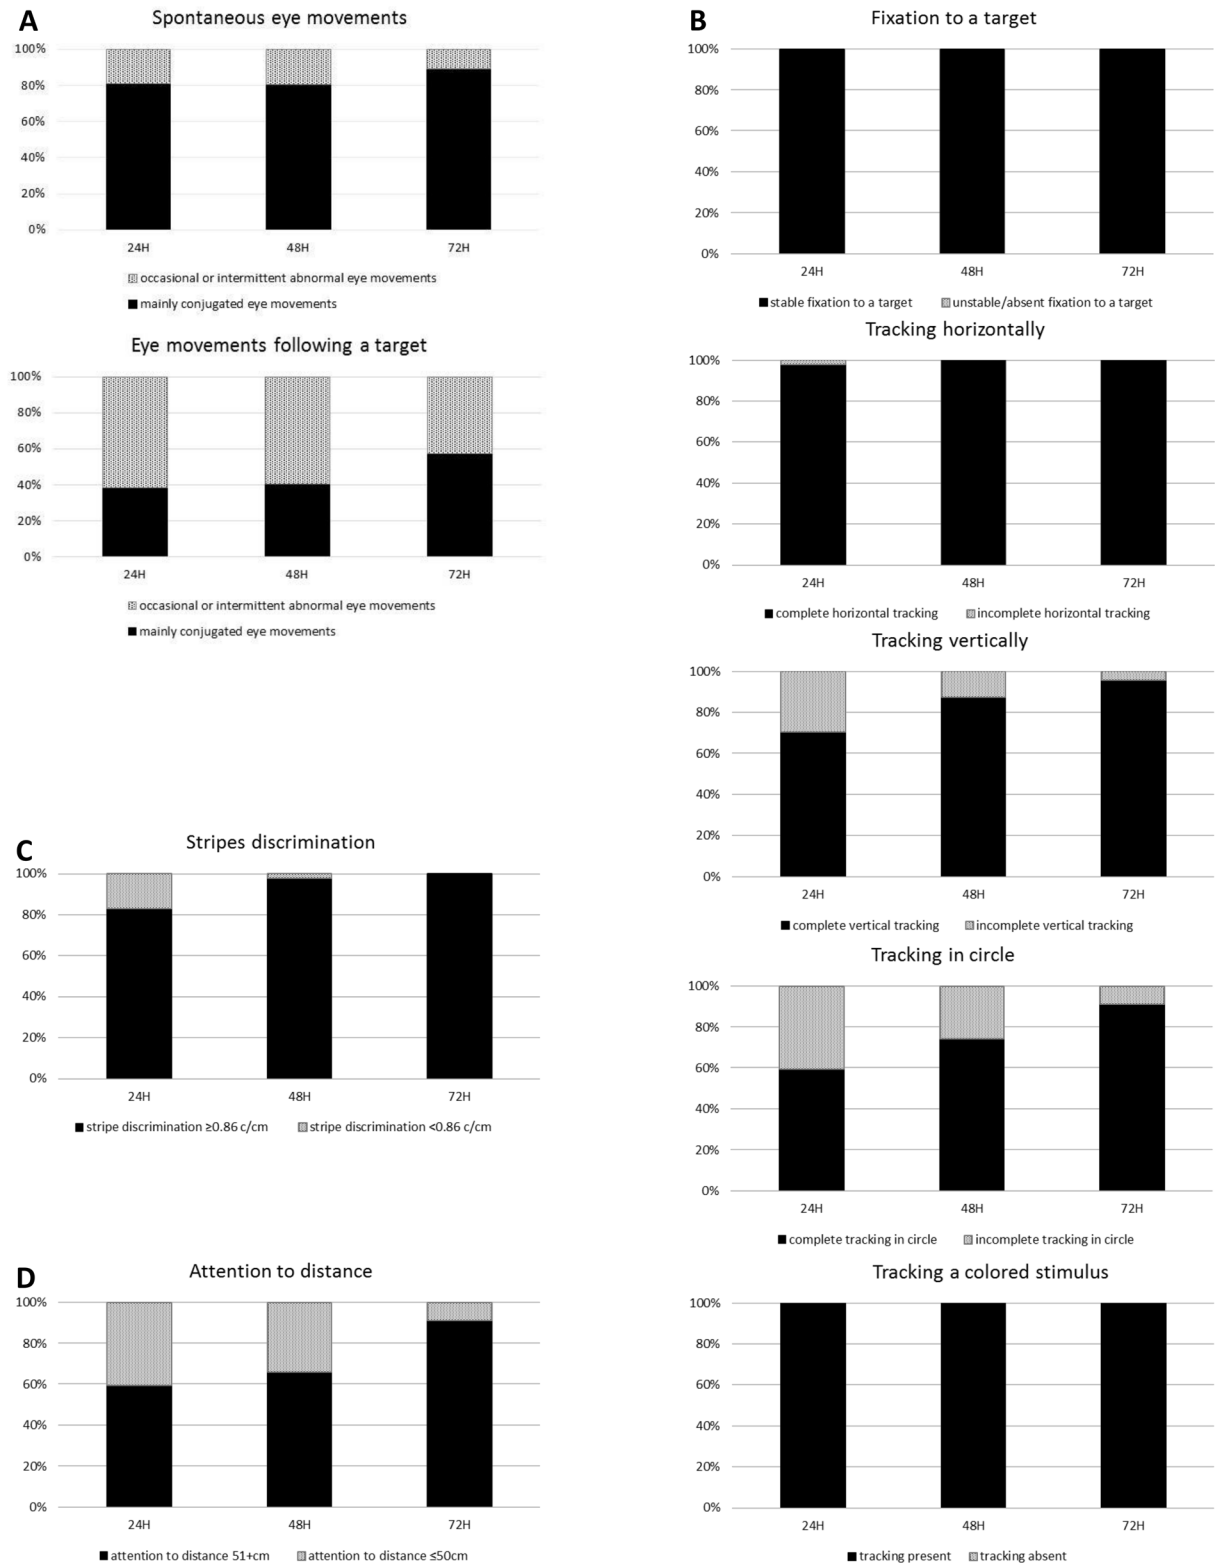 A
Spontaneous eye movements
100%
80%
60%
40%
20%
0%
24H 48H 72H
occasional or intermittent abnormal eye movements
mainly conjugated eye movements
Eye movements following a target
100%
80%
60%
40%
20%
0%
24H 48H 72H
occasional or intermittent abnormal eye movements
mainly conjugated eye movements
B
Fixation to a target
100%
80%
60%
40%
20%
0%
24H 48H 72H
stable fixation to a target unstable/absent fixation to a target
Tracking horizontally
100%
80%
60%
40%
20%
0%
24H 48H 72H
complete horizontal tracking incomplete horizontal tracking
Tracking vertically
100%
80%
60%
40%
20%
0%
24H 48H 72H
complete vertical tracking incomplete vertical tracking
Tracking in circle
100%
80%
60%
40%
20%
0%
24H 48H 72H
complete tracking in circle incomplete tracking in circle
Tracking a colored stimulus
100%
80%
60%
40%
20%
0%
24H 48H 72H
tracking present tracking absent
C
Stripes discrimination
100%
80%
60%
40%
20%
0%
24H 48H 72H
stripe discrimination ≥0.86 c/cm stripe discrimination <0.86 c/cm
D
Attention to distance
100%
80%
60%
40%
20%
0%
24H 48H 72H
attention to distance 51+cm attention to distance ≤50cm